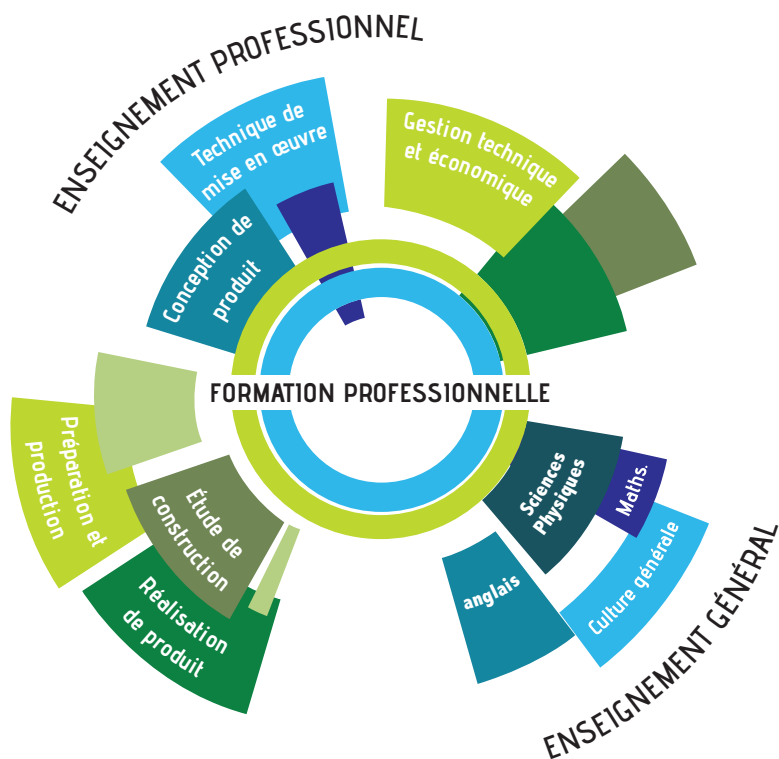 ENSEIGNEMENT PROFESSIONNEL
Technique de
mise en œuvre
Gestion technique
et économique
Conception de
produit
FORMATION PROFESSIONNELLE
Préparation et
production
Étude de
construction
Réalisation
de produit
Sciences
Physiques
Maths.
Culture générale
anglais
ENSEIGNEMENT GÉNÉRAL